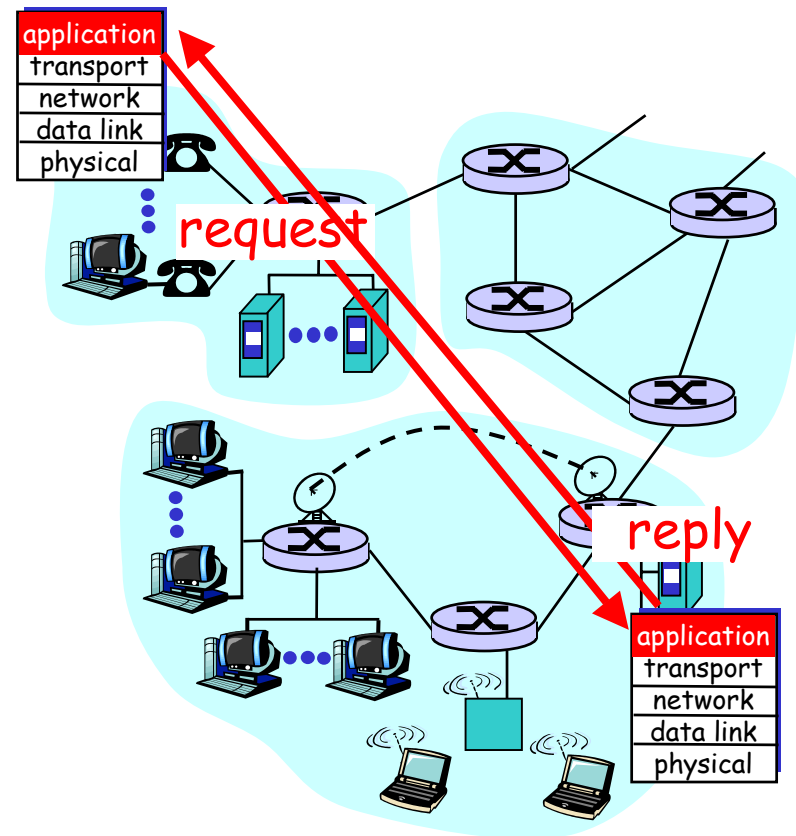 application
transport
network
data link
physical
request
reply
application
transport
network
data link
physical